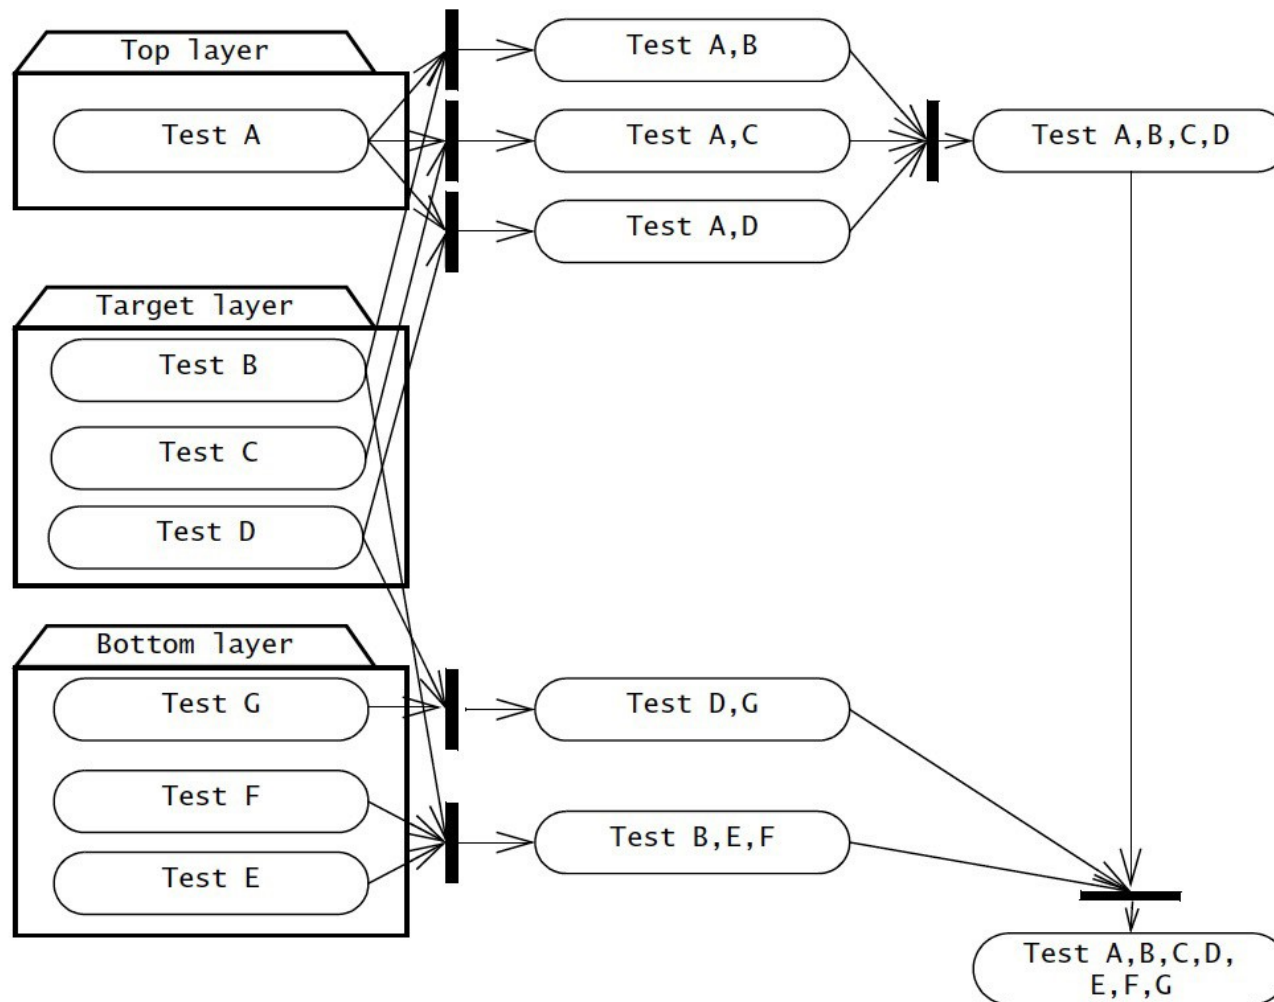 Top layer
Test A
Test A,B
Test A,C
Test A,D
Test A,B,C,D
Target layer
Test B
Test C
Test D
Bottom layer
Test G
Test F
Test E
Test D,G
Test B,E,F
Test A,B,C,D,
E,F,G